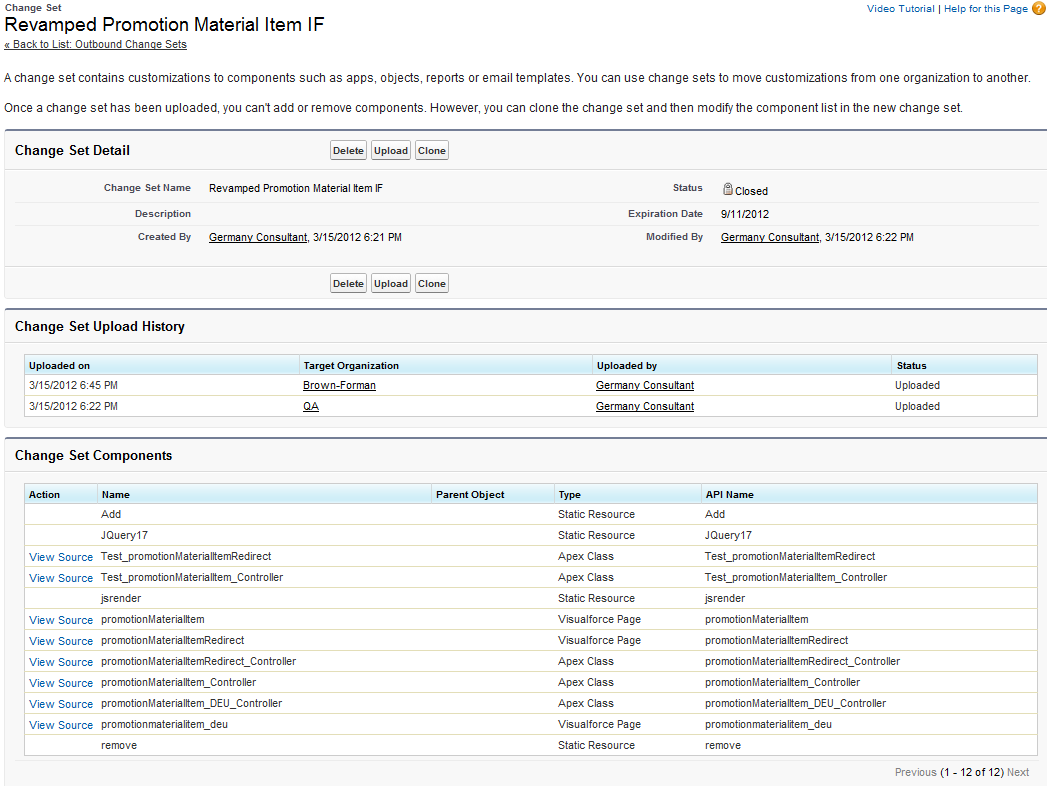 Change Set
Video Tutorial | Help for this Page ?
Revamped Promotion Material Item IF
« Back to List: Outbound Change Sets
A change set contains customizations to components such as apps, objects, reports or email templates. You can use change sets to move customizations from one organization to another.
Once a change set has been uploaded, you can't add or remove components. However, you can clone the change set and then modify the component list in the new change set.
Change Set Detail Delete Upload Clone
Change Set Name Revamped Promotion Material Item IF Status Closed
Description Expiration Date 9/11/2012
Created By Germany Consultant, 3/15/2012 6:21 PM Modified By Germany Consultant, 3/15/2012 6:22 PM
Delete Upload Clone
Change Set Upload History
Uploaded on Target Organization Uploaded by Status
3/15/2012 6:45 PM Brown-Forman Germany Consultant Uploaded
3/15/2012 6:22 PM QA Germany Consultant Uploaded
Change Set Components
Action Name Parent Object Type API Name
Add Static Resource Add
JQuery17 Static Resource JQuery17
View Source Test_promotionMaterialItemRedirect Apex Class Test_promotionMaterialItemRedirect
View Source Test_promotionMaterialItem_Controller Apex Class Test_promotionMaterialItem_Controller
jsrender Static Resource jsrender
View Source promotionMaterialItem Visualforce Page promotionMaterialItem
View Source promotionMaterialItemRedirect Visualforce Page promotionMaterialItemRedirect
View Source promotionMaterialItemRedirect_Controller Apex Class promotionMaterialItemRedirect_Controller
View Source promotionMaterialItem_Controller Apex Class promotionMaterialItem_Controller
View Source promotionMaterialItem_DEU_Controller Apex Class promotionMaterialItem_DEU_Controller
View Source promotionmaterialitem_deu Visualforce Page promotionmaterialitem_deu
remove Static Resource remove
Previous (1 - 12 of 12) Next